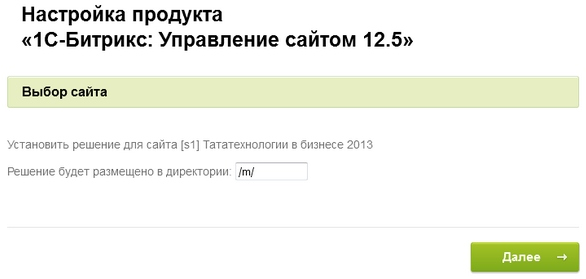 Настройка продукта
«1С-Битрикс: Управление сайтом 12.5»
Выбор сайта
Установить решение для сайта [s1] Тататехнологии в бизнесе 2013
Решение будет размещено в директории: /m/
Далее →